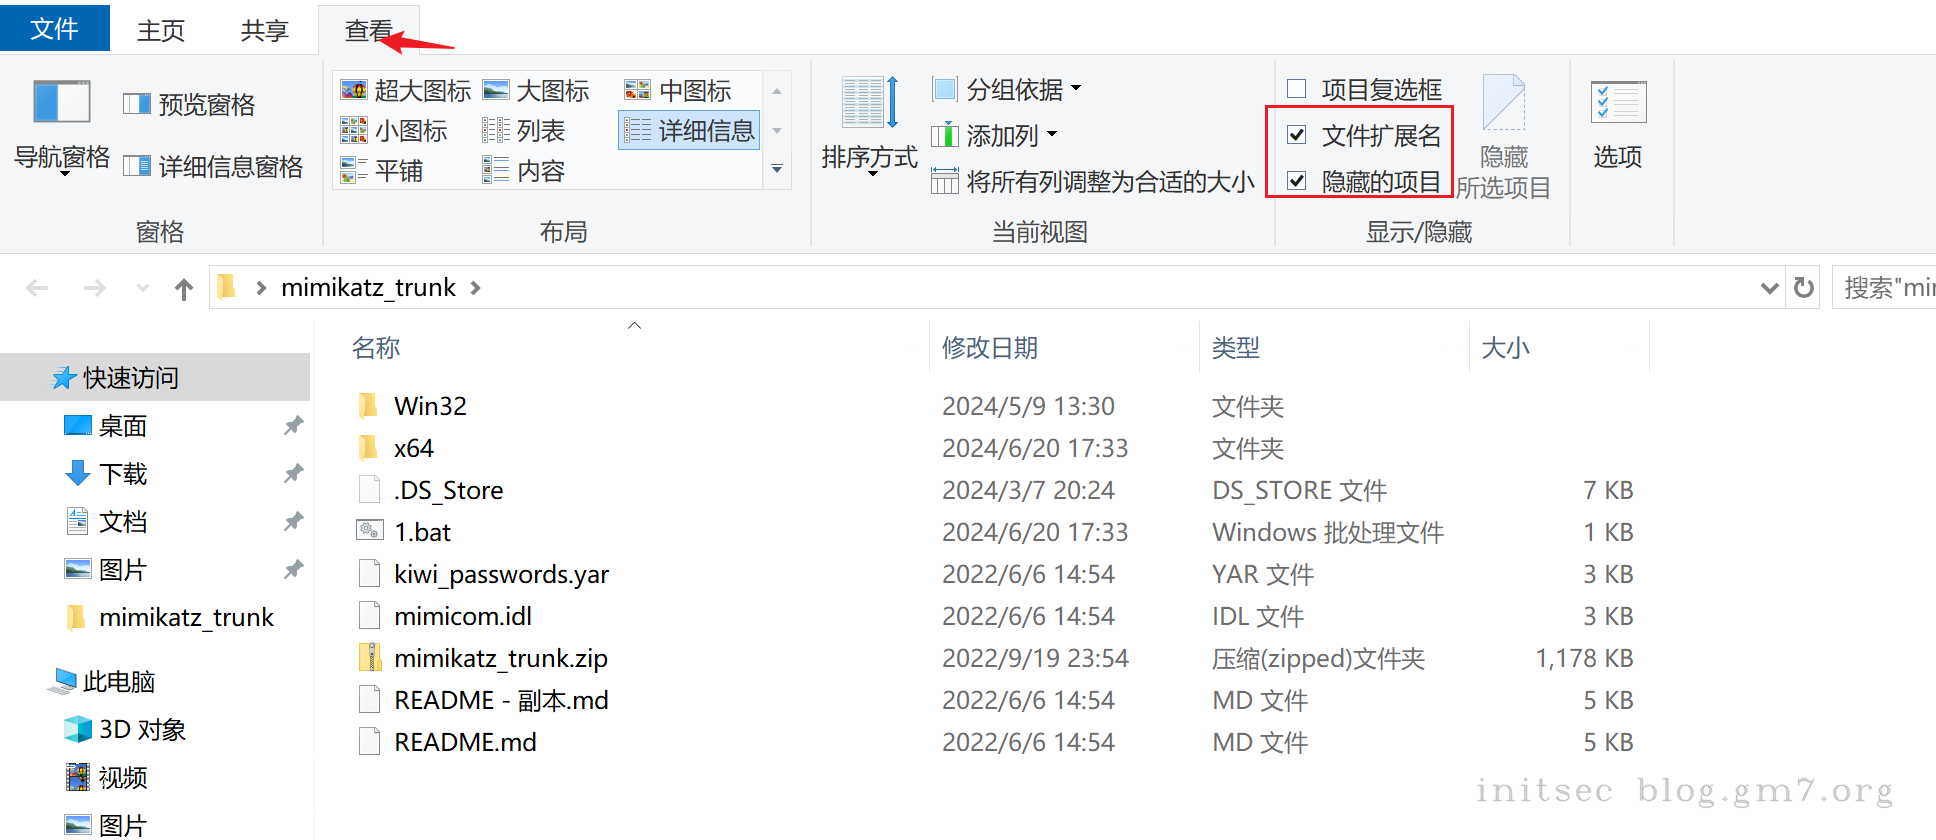 文件 主页 共享 查看
导航窗格 预览窗格 详细信息窗格
窗格
超大图标 大图标 中图标
小图标 列表 详细信息
平铺 内容
布局
排序方式
分组依据
添加列
将所有列调整为合适的大小
当前视图
项目复选框
文件扩展名
隐藏的项目
隐藏
所选项目
显示/隐藏
选项
mimikatz_trunk
搜索"mi
快速访问
桌面
下载
文档
图片
mimikatz_trunk
此电脑
3D 对象
视频
图片
名称 修改日期 类型 大小
Win32 2024/5/9 13:30 文件夹
x64 2024/6/20 17:33 文件夹
.DS_Store 2024/3/7 20:24 DS_STORE 文件 7 KB
1.bat 2024/6/20 17:33 Windows 批处理文件 1 KB
kiwi_passwords.yar 2022/6/6 14:54 YAR 文件 3 KB
mimicom.idl 2022/6/6 14:54 IDL 文件 3 KB
mimikatz_trunk.zip 2022/9/19 23:54 压缩(zipped)文件夹 1,178 KB
README - 副本.md 2022/6/6 14:54 MD 文件 5 KB
README.md 2022/6/6 14:54 MD 文件 5 KB
initsec blog.gm7.org